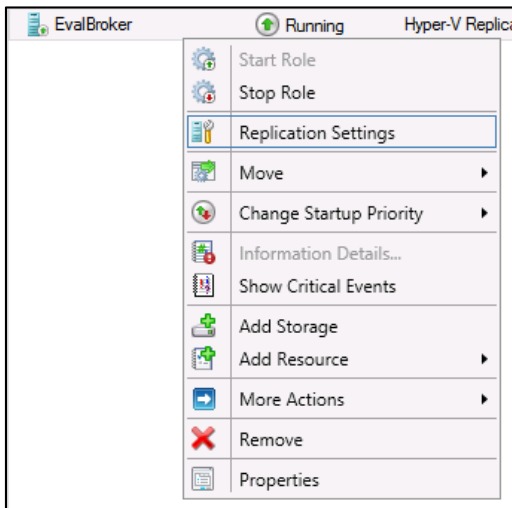 EvalBroker Running Hyper-V Replica
Start Role
Stop Role
Replication Settings
Move
Change Startup Priority
Information Details...
Show Critical Events
Add Storage
Add Resource
More Actions
Remove
Properties